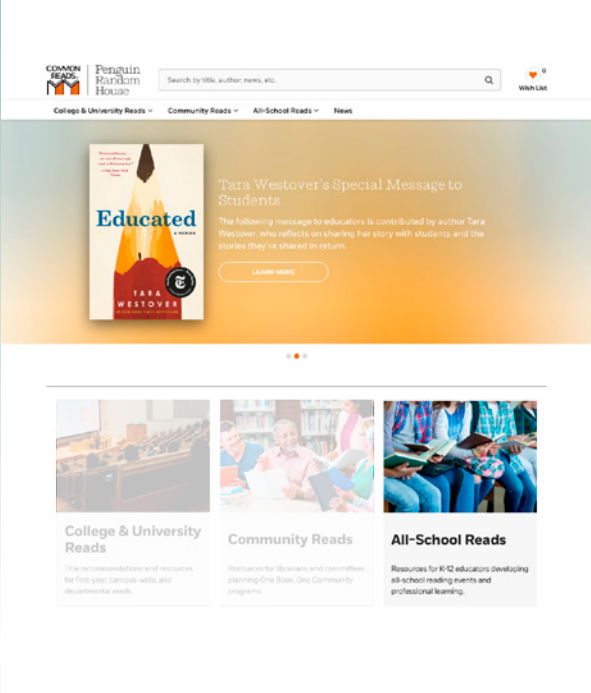 COMMON
READS
Penguin
Random
House
Search by title, author, news, etc.
0
Wish List
College & University Reads
Community Reads
All-School Reads
News
Educated
A MEMOIR
TARA
WESTOVER
Tara Westover's Special Message to
Students
The following message to educators is contributed by author Tara
Westover, who reflects on sharing her story with students and the
stories they've shared in return.
LEARN MORE
College & University
Reads
Title recommendations and resources
for first-year, campus-wide, and
departmental reads.
Community Reads
Resources for librarians and committees
planning One Book, One Community
programs.
All-School Reads
Resources for K-12 educators developing
all-school reading events and
professional learning.